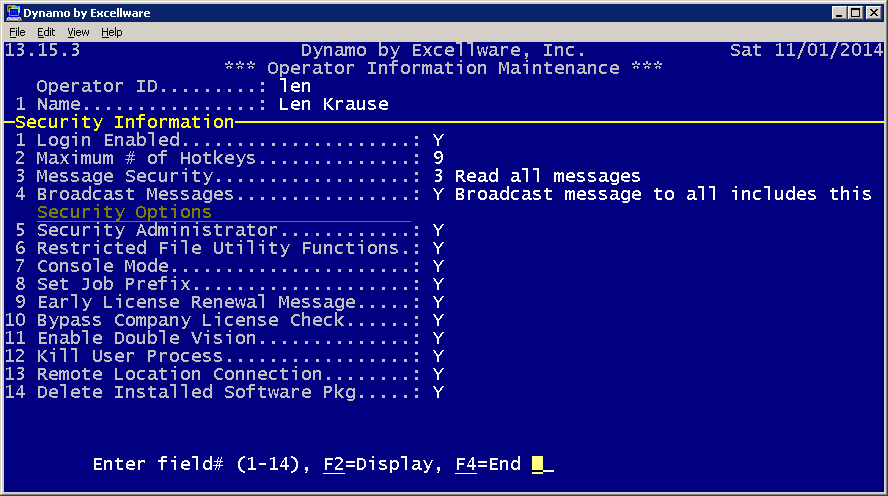 Dynamo by Excellware
File Edit View Help
13.15.3 Dynamo by Excellware, Inc. Sat 11/01/2014
*** Operator Information Maintenance ***
Operator ID.........: len
1 Name................: Len Krause
Security Information
1 Login Enabled.....................: Y
2 Maximum # of Hotkeys..............: 9
3 Message Security..................: 3 Read all messages
4 Broadcast Messages................: Y Broadcast message to all includes this
Security Options
5 Security Administrator............: Y
6 Restricted File Utility Functions.: Y
7 Console Mode......................: Y
8 Set Job Prefix....................: Y
9 Early License Renewal Message.....: Y
10 Bypass Company License Check......: Y
11 Enable Double Vision..............: Y
12 Kill User Process.................: Y
13 Remote Location Connection........: Y
14 Delete Installed Software Pkg.....: Y
Enter field# (1-14), F2=Display, F4=End _